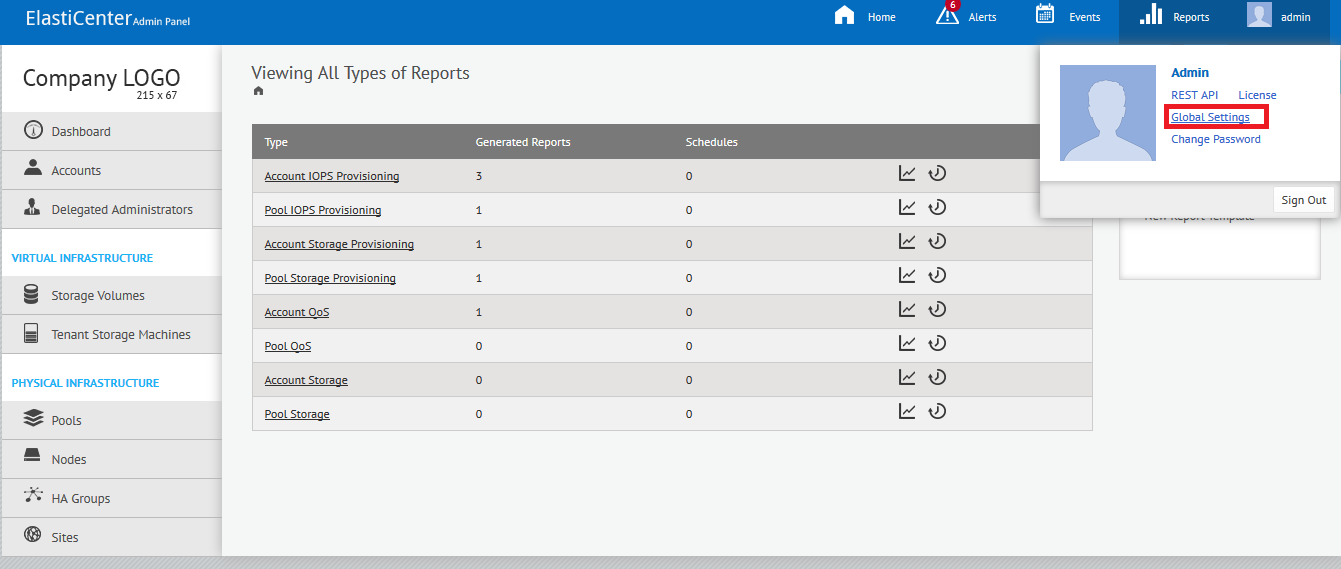 ElastiCenter Admin Panel
Home
6
Alerts
Events
Reports
admin
Company LOGO
215 x 67
Dashboard
Accounts
Delegated Administrators
VIRTUAL INFRASTRUCTURE
Storage Volumes
Tenant Storage Machines
PHYSICAL INFRASTRUCTURE
Pools
Nodes
HA Groups
Sites
Viewing All Types of Reports
Type Generated Reports Schedules
Account IOPS Provisioning 3 0
Pool IOPS Provisioning 1 0
Account Storage Provisioning 1 0
Pool Storage Provisioning 1 0
Account QoS 1 0
Pool QoS 0 0
Account Storage 0 0
Pool Storage 0 0
Admin
REST API License
Global Settings
Change Password
Sign Out
New Report Template